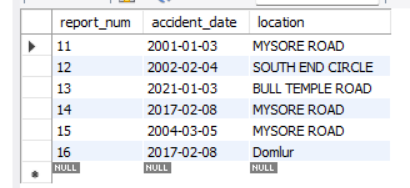 report_num accident_date location
11 2001-01-03 MYSORE ROAD
12 2002-02-04 SOUTH END CIRCLE
13 2021-01-03 BULL TEMPLE ROAD
14 2017-02-08 MYSORE ROAD
15 2004-03-05 MYSORE ROAD
16 2017-02-08 Domlur
NULL NULL NULL